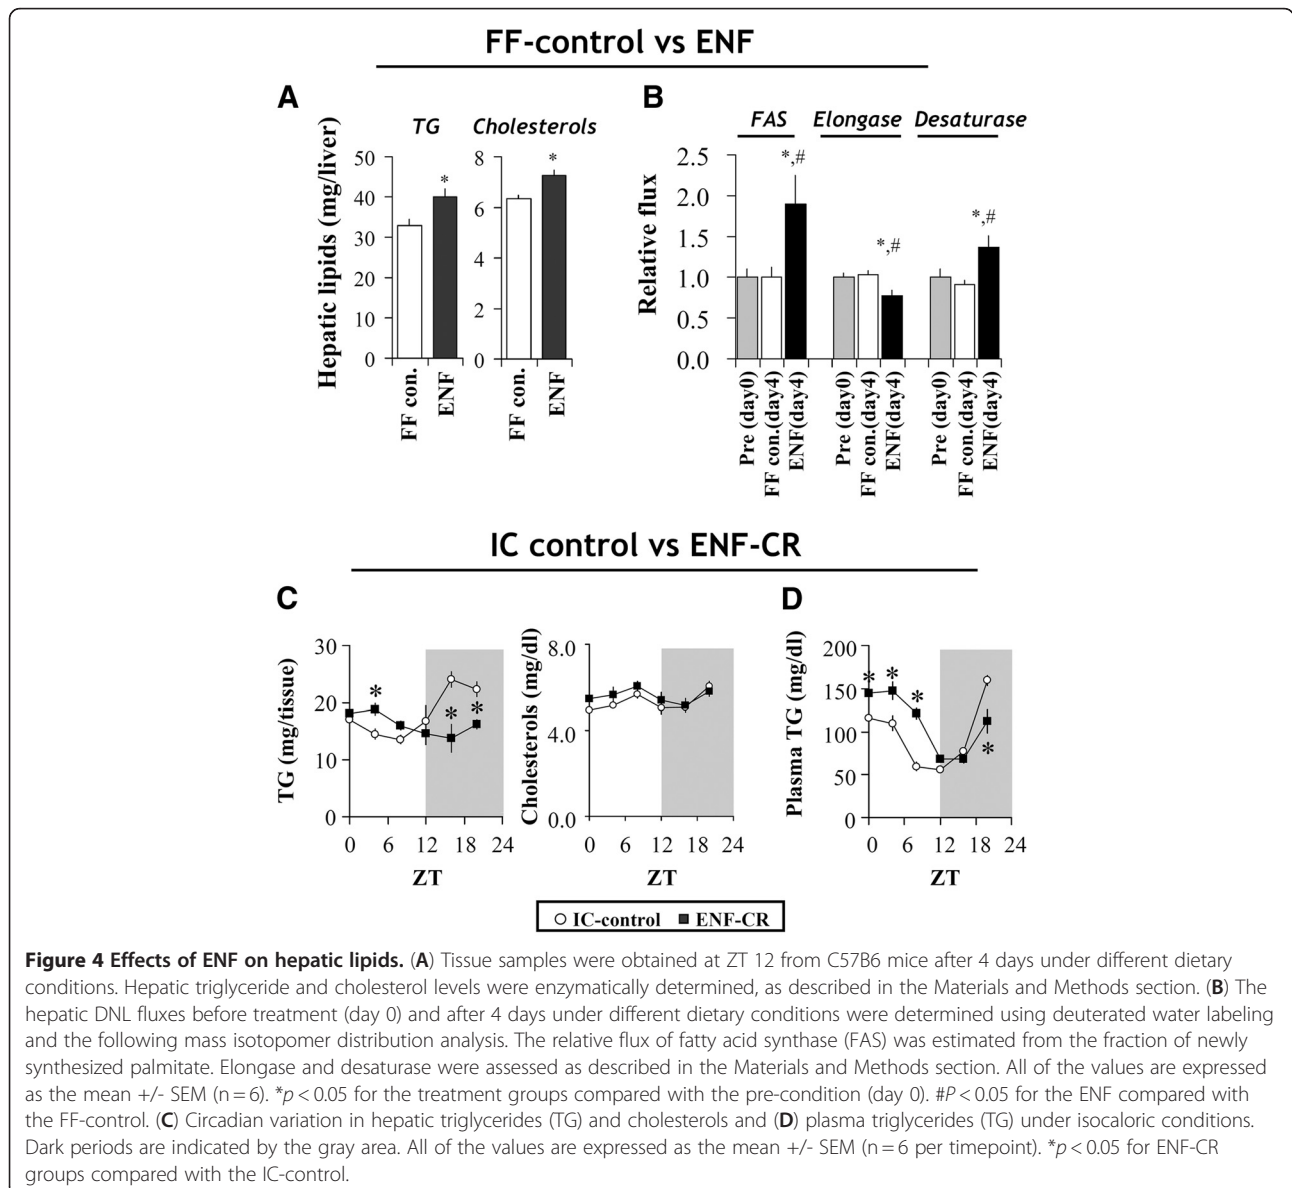 FF-control vs ENF
A
B
TG
Cholesterols
Hepatic lipids (mg/liver)
50
40
30
20
10
0
*
FF con.
ENF
8
6
4
2
0
*
FF con.
ENF
FAS
Elongase
Desaturase
Relative flux
2.5
2.0
1.5
1.0
0.5
0.0
*,#
*,#
*,#
Pre (day0)
FF con.(day4)
ENF(day4)
Pre (day0)
FF con.(day4)
ENF(day4)
Pre (day0)
FF con.(day4)
ENF(day4)
IC control vs ENF-CR
C
D
TG (mg/tissue)
30
20
10
0
*
*
*
0 6 12 18 24
ZT
Cholesterols (mg/dl)
8.0
4.0
0.0
0 6 12 18 24
ZT
Plasma TG (mg/dl)
200
150
100
50
0
*
*
*
*
0 6 12 18 24
ZT
IC-control ENF-CR
Figure 4 Effects of ENF on hepatic lipids. (A) Tissue samples were obtained at ZT 12 from C57B6 mice after 4 days under different dietary
conditions. Hepatic triglyceride and cholesterol levels were enzymatically determined, as described in the Materials and Methods section. (B) The
hepatic DNL fluxes before treatment (day 0) and after 4 days under different dietary conditions were determined using deuterated water labeling
and the following mass isotopomer distribution analysis. The relative flux of fatty acid synthase (FAS) was estimated from the fraction of newly
synthesized palmitate. Elongase and desaturase were assessed as described in the Materials and Methods section. All of the values are expressed
as the mean +/- SEM (n = 6). *p < 0.05 for the treatment groups compared with the pre-condition (day 0). #P < 0.05 for the ENF compared with
the FF-control. (C) Circadian variation in hepatic triglycerides (TG) and cholesterols and (D) plasma triglycerides (TG) under isocaloric conditions.
Dark periods are indicated by the gray area. All of the values are expressed as the mean +/- SEM (n = 6 per timepoint). *p < 0.05 for ENF-CR
groups compared with the IC-control.